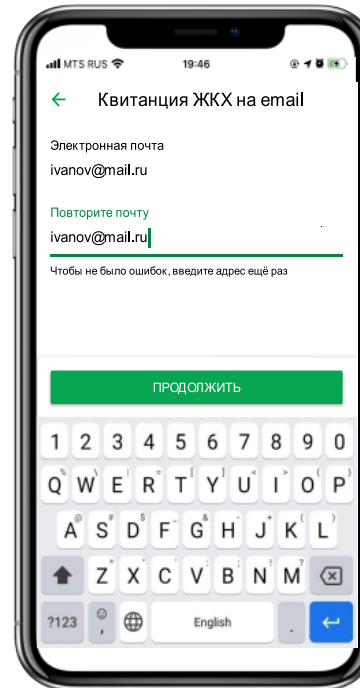 MTS RUS 19:46
Квитанция ЖКХ на email
Электронная почта
ivanov@mail.ru
Повторите почту
ivanov@mail.ru
Чтобы не было ошибок, введите адрес ещё раз
ПРОДОЛЖИТЬ
1 2 3 4 5 6 7 8 9 0
Q W E R T Y U I O P
A S D F G H J K L
Z X C V B N M
?123 , English .